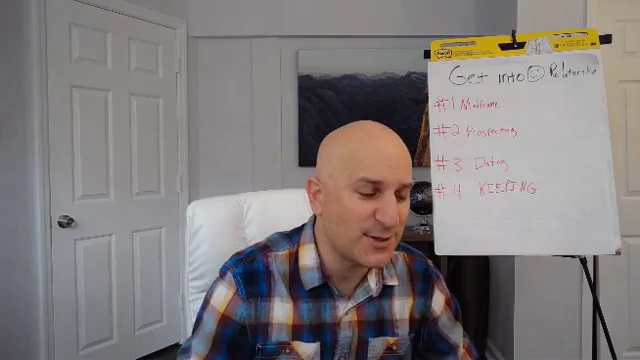 Get into Relationship
#1 Mindframe
#2 Prospecting
#3 Dating
#4 KEEPING